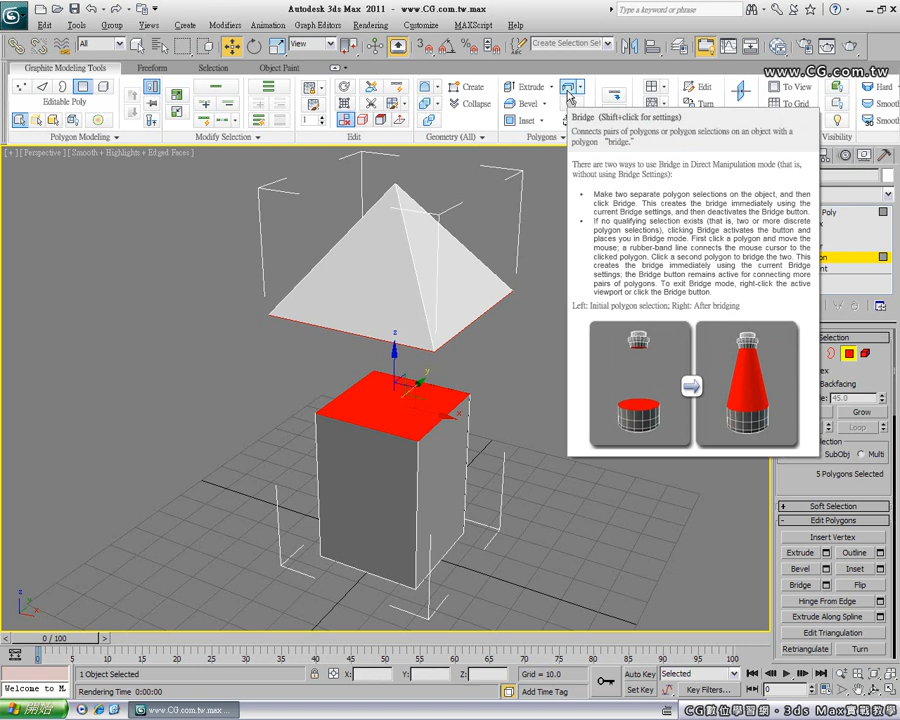 Autodesk 3ds Max 2011 - www.CG.com.tw.max
Type a keyword or phrase
Edit Tools Group Views Create Modifiers Animation Graph Editors Rendering Customize MAXScript Help
All View Create Selection Set
Graphite Modeling Tools Freeform Selection Object Paint
www.CG.com.tw
Editable Poly
Create
Collapse
Extrude
Bevel
Inset
Edit
Turn
To View
To Grid
Hard
Smoo
Smoo
1
Polygon Modeling Edit Geometry (All) Polygons
[ + ] [ Perspective ] [ Smooth + Highlights + Edged Faces ]
Bridge (Shift+click for settings)
Connects pairs of polygons or polygon selections on an object with a
polygon "bridge."
There are two ways to use Bridge in Direct Manipulation mode (that is,
without using Bridge Settings):
• Make two separate polygon selections on the object, and then
click Bridge. This creates the bridge immediately using the
current Bridge settings, and then deactivates the Bridge button.
• If no qualifying selection exists (that is, two or more discrete
polygon selections), clicking Bridge activates the button and
places you in Bridge mode. First click a polygon and move the
mouse; a rubber-band line connects the mouse cursor to the
clicked polygon. Click a second polygon to bridge the two. This
creates the bridge immediately using the current Bridge
settings; the Bridge button remains active for connecting more
pairs of polygons. To exit Bridge mode, right-click the active
viewport or click the Bridge button.
Left: Initial polygon selection; Right: After bridging
z
y
x
Poly
Selection
Backfacing
45.0
Grow
Loop
SubObj Multi
5 Polygons Selected
+ Soft Selection
- Edit Polygons
Insert Vertex
Extrude Outline
Bevel Inset
Bridge Flip
Hinge From Edge
Extrude Along Spline
Edit Triangulation
Retriangulate Turn
z
x
0 / 100
0 5 10 15 20 25 30 35 40 45 50 55 60 65 70 75 80 85 90 95 100
1 Object Selected X: Y: Z: Grid = 10.0 Auto Key Selected
Welcome to M Rendering Time 0:00:00 Add Time Tag Set Key Key Filters... 0
開始 www.CG.com.tw.max ... CG數位學習網‧3ds Max實戰教學